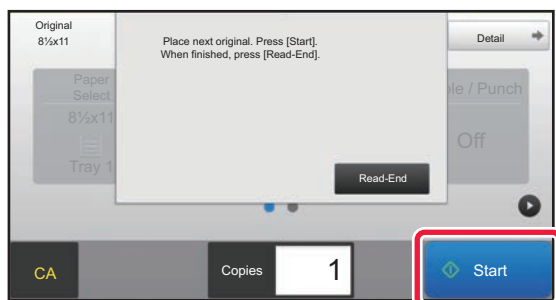 Original
8½x11
Place next original. Press [Start].
When finished, press [Read-End].
Detail
Paper
Select
8½x11
Tray 1
ple / Punch
Off
Read-End
CA
Copies
1
Start